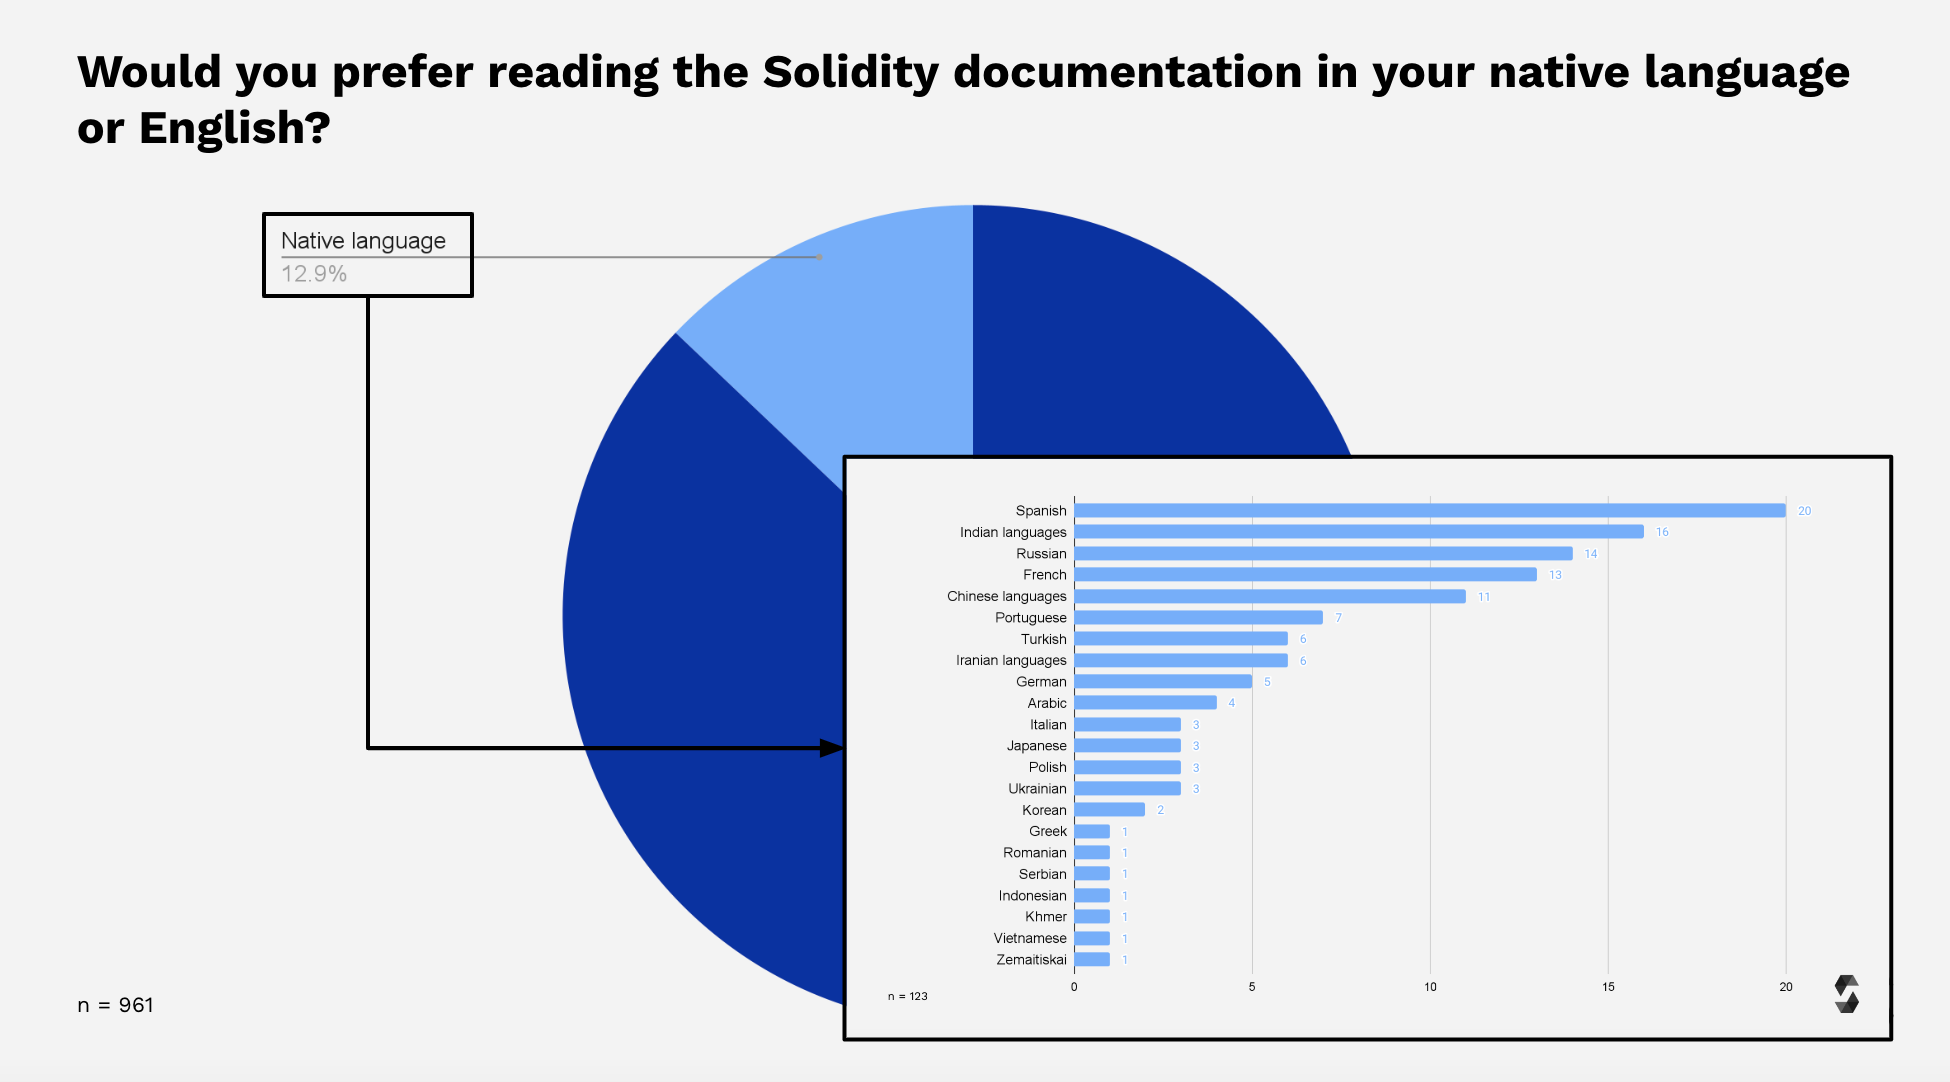 Would you prefer reading the Solidity documentation in your native language
or English?
Native language
12.9%
Spanish 20
Indian languages 16
Russian 14
French 13
Chinese languages 11
Portuguese 7
Turkish 6
Iranian languages 6
German 5
Arabic 4
Italian 3
Japanese 3
Polish 3
Ukrainian 3
Korean 2
Greek 1
Romanian 1
Serbian 1
Indonesian 1
Khmer 1
Vietnamese 1
Zemaitiskai 1
0 5 10 15 20
n = 123
n = 961